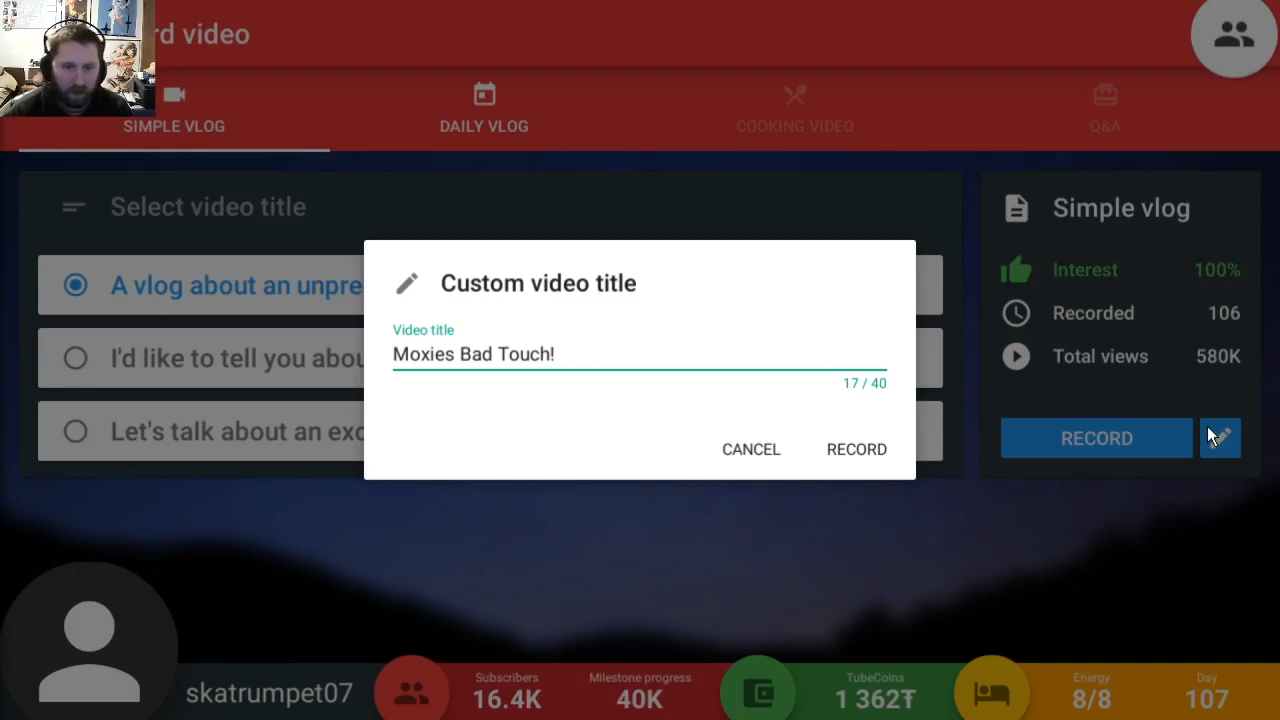 rd video
SIMPLE VLOG
DAILY VLOG
COOKING VIDEO
Q&A
Select video title
A vlog about an unpre
I'd like to tell you abou
Let's talk about an exc
Custom video title
Video title
Moxies Bad Touch!
17 / 40
CANCEL
RECORD
Simple vlog
Interest 100%
Recorded 106
Total views 580K
RECORD
skatrumpet07
Subscribers
16.4K
Milestone progress
40K
TubeCoins
1 362Ŧ
Energy
8/8
Day
107